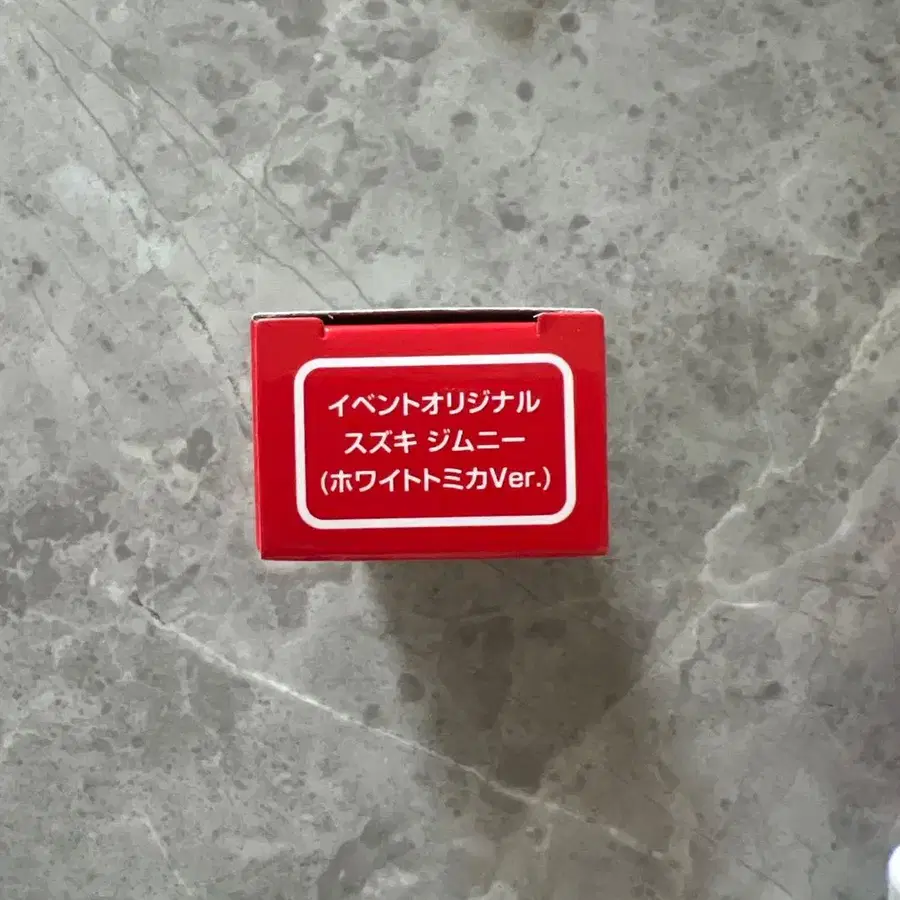 イベントオリジナル
スズキ ジムニー
(ホワイトトミカVer.)